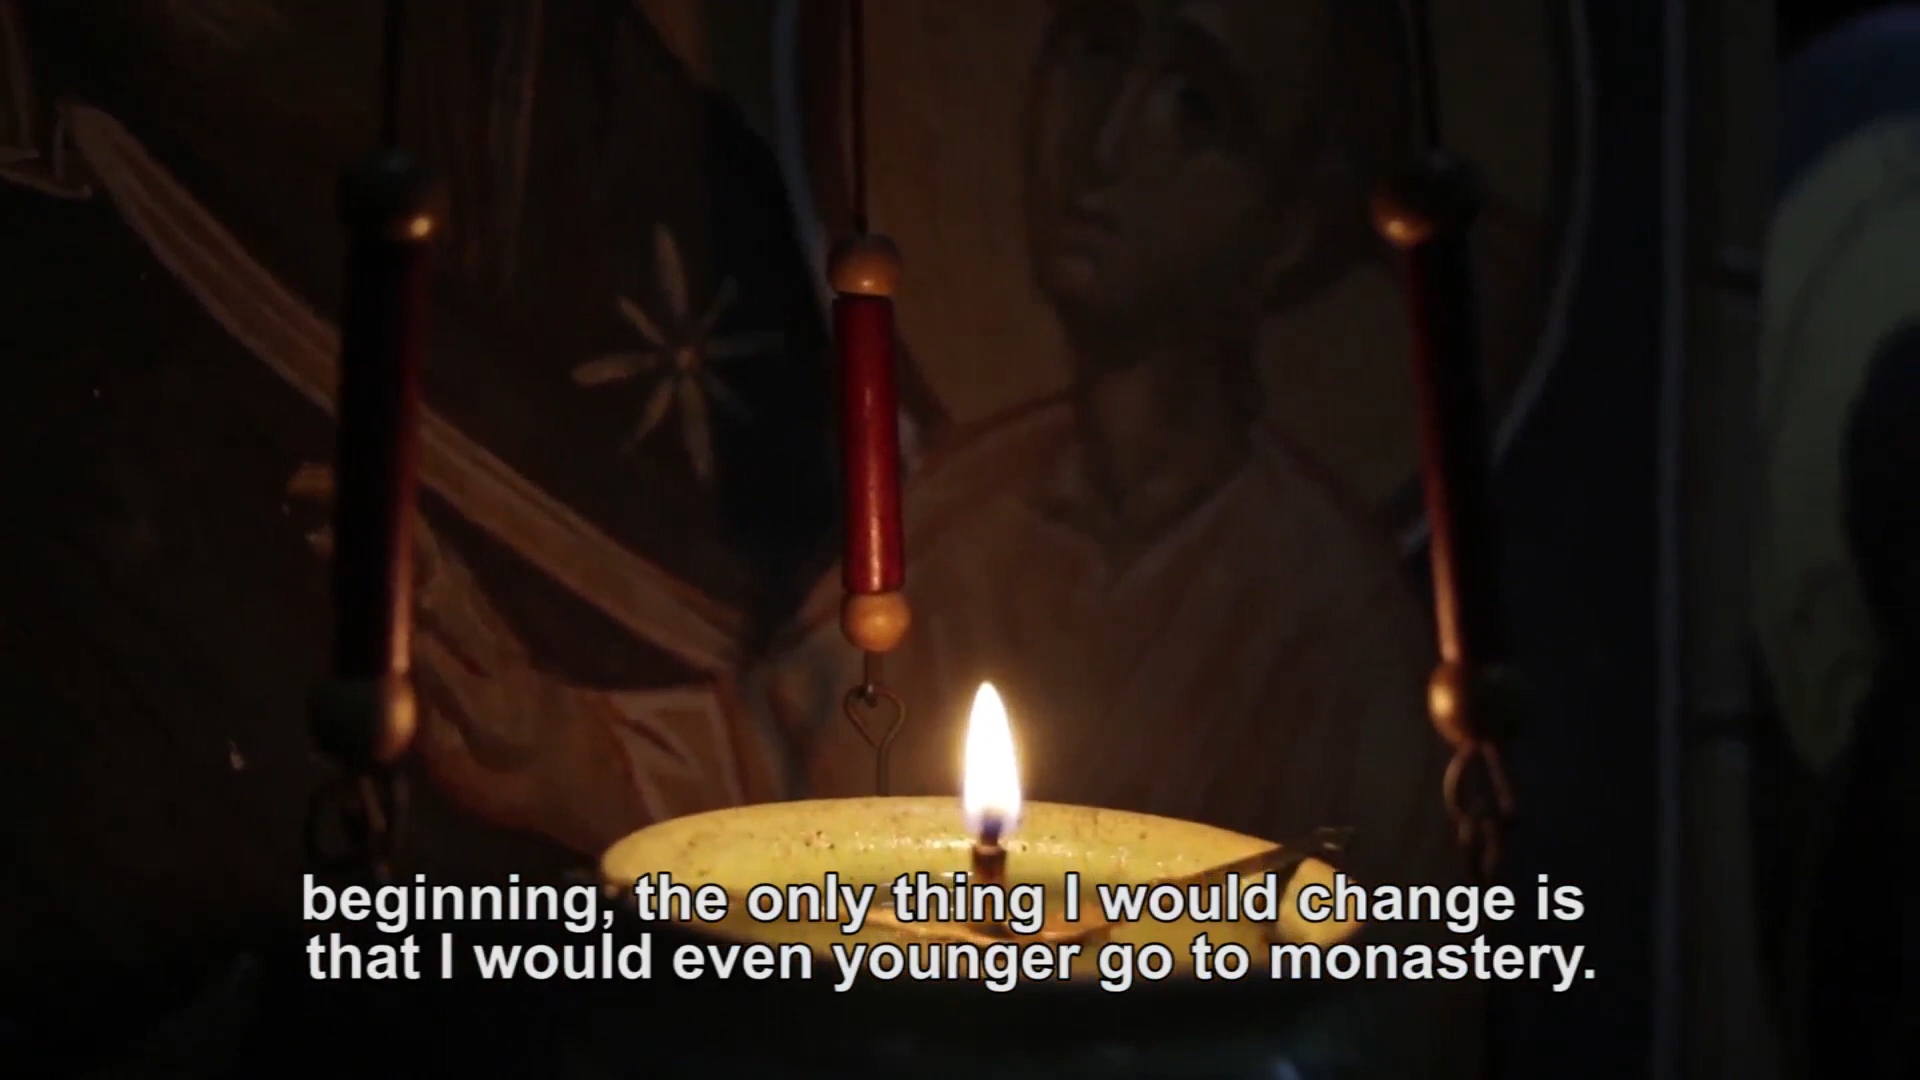 beginning, the only thing I would change is
that I would even younger go to monastery.